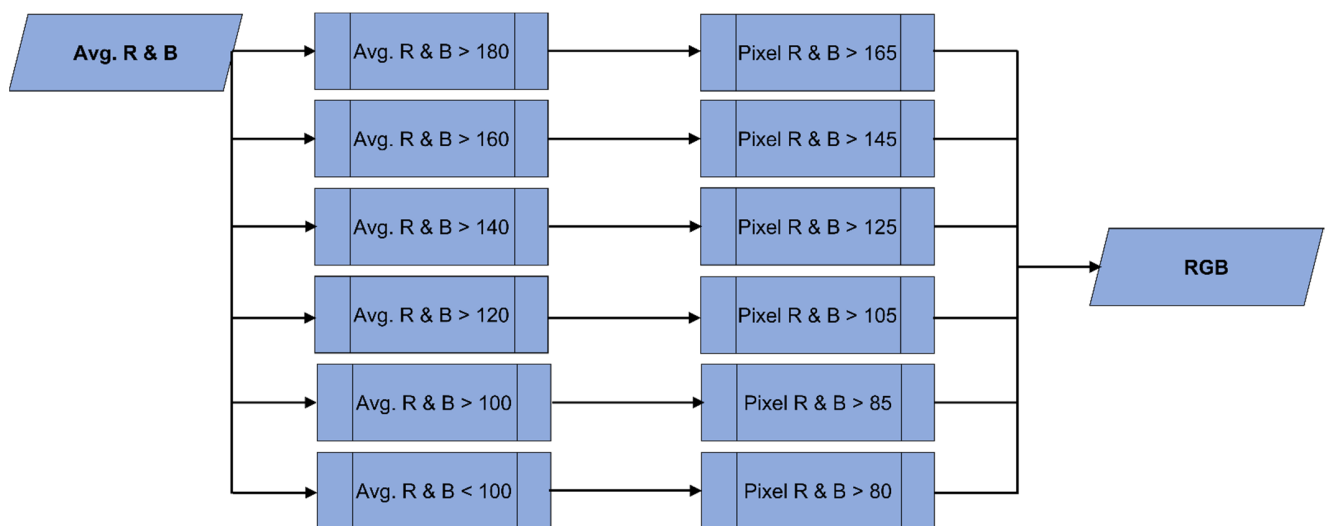 Avg. R & B
Avg. R & B > 180
Pixel R & B > 165
Avg. R & B > 160
Pixel R & B > 145
Avg. R & B > 140
Pixel R & B > 125
RGB
Avg. R & B > 120
Pixel R & B > 105
Avg. R & B > 100
Pixel R & B > 85
Avg. R & B < 100
Pixel R & B > 80